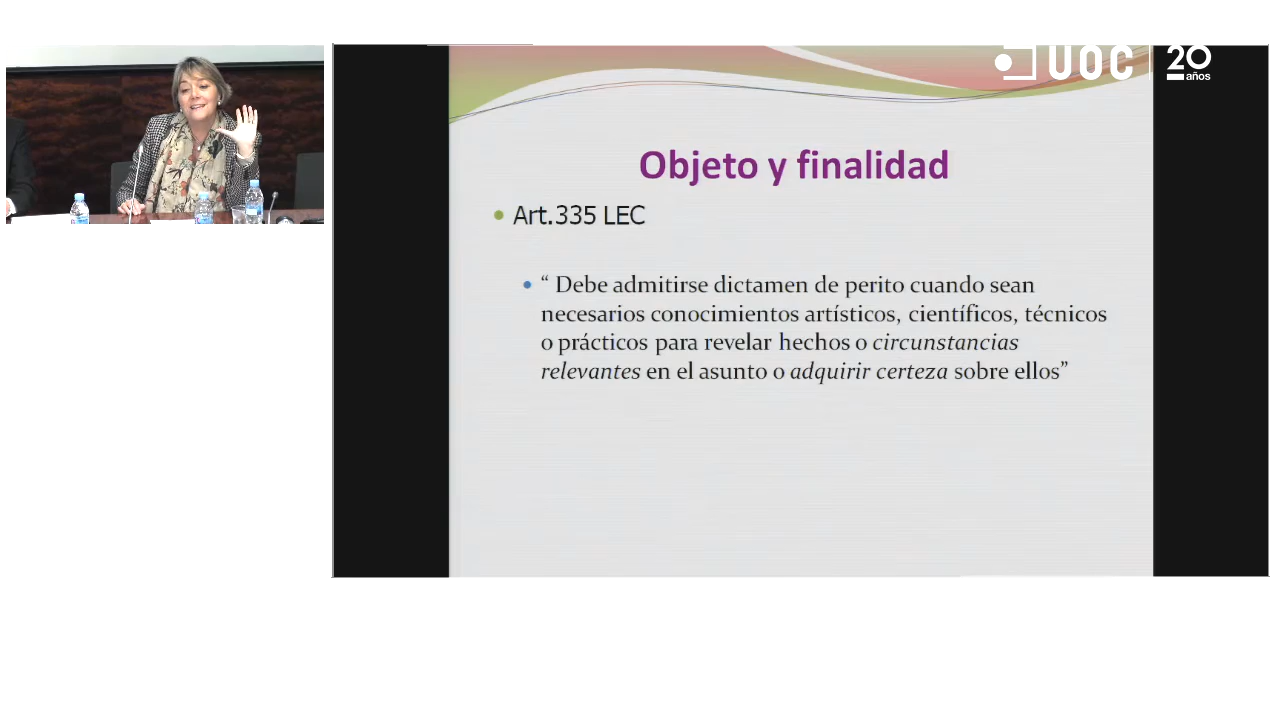 UOC
20
años
Objeto y finalidad
Art.335 LEC
“ Debe admitirse dictamen de perito cuando sean
necesarios conocimientos artísticos, científicos, técnicos
o prácticos para revelar hechos o circunstancias
relevantes en el asunto o adquirir certeza sobre ellos”